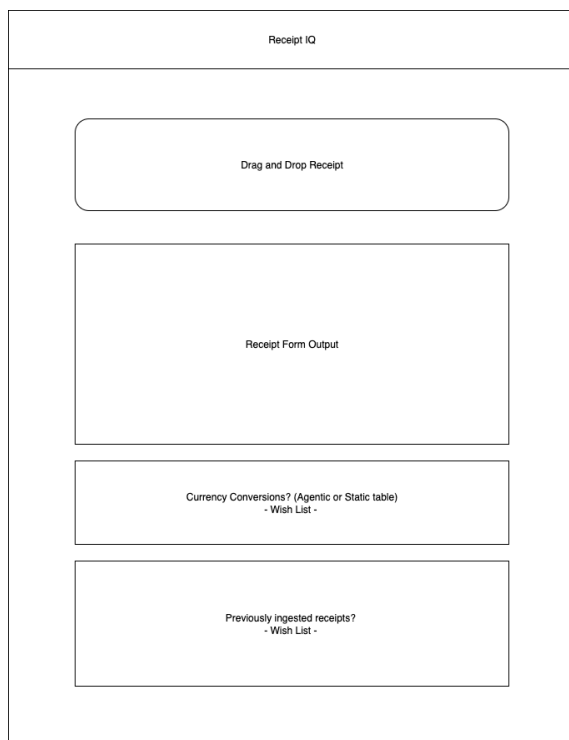 Receipt IQ
Drag and Drop Receipt
Receipt Form Output
Currency Conversions? (Agentic or Static table)
- Wish List -
Previously ingested receipts?
- Wish List -